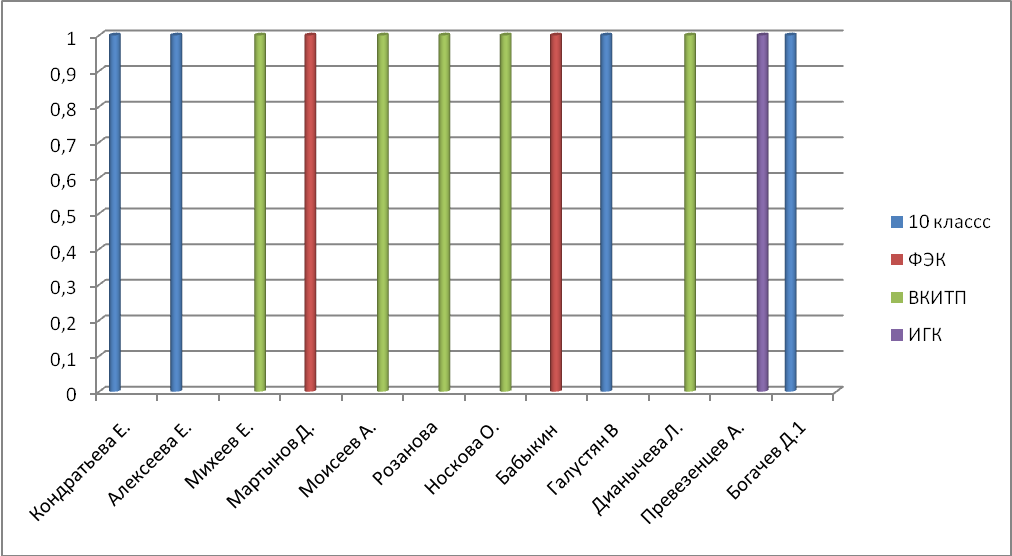 1
0,9
0,8
0,7
0,6
0,5
0,4
0,3
0,2
0,1
0
Кондратьева Е.
Алексеева Е.
Михеев Е.
Мартынов Д.
Моисеев А.
Розанова
Носкова О.
Бабыкин
Галустян В
Дианычева Л.
Превезенцев А.
Богачев Д.1
10 классс
ФЭК
ВКИТП
ИГК